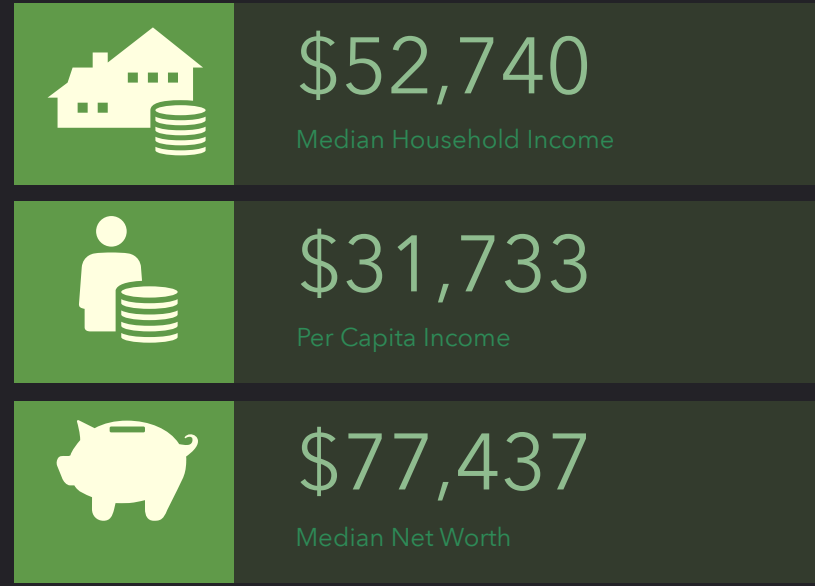 $52,740
Median Household Income
$31,733
Per Capita Income
$77,437
Median Net Worth